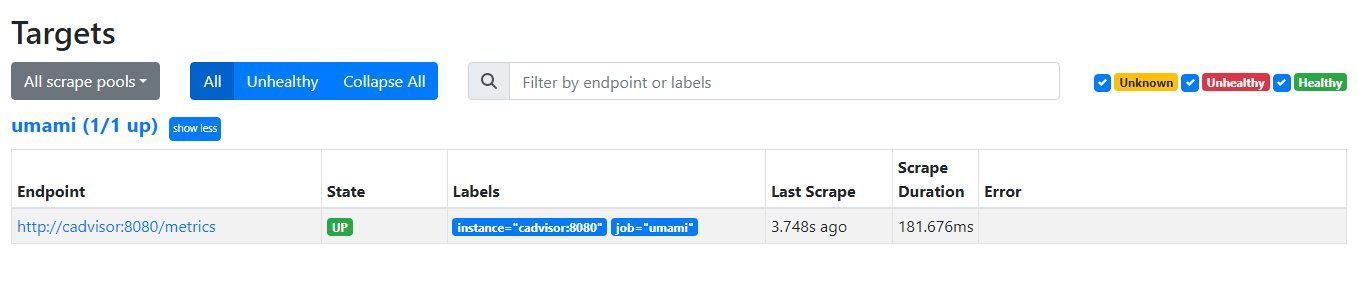 Targets
All scrape pools
All Unhealthy Collapse All
Filter by endpoint or labels
Unknown Unhealthy Healthy
umami (1/1 up) show less
Endpoint State Labels Last Scrape Scrape Duration Error
http://cadvisor:8080/metrics UP instance="cadvisor:8080" job="umami" 3.748s ago 181.676ms